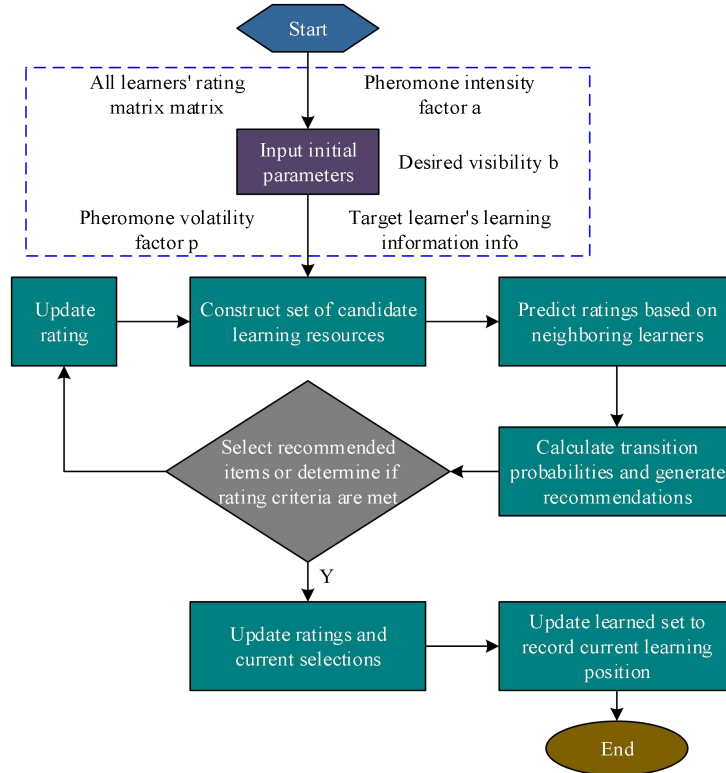 Start
All learners' rating
matrix matrix
Pheromone intensity
factor a
Input initial
parameters
Desired visibility b
Pheromone volatility
factor p
Target learner's learning
information info
Update
rating
Construct set of candidate
learning resources
Predict ratings based on
neighboring learners
Select recommended
items or determine if
rating criteria are met
Calculate transition
probabilities and generate
recommendations
Y
Update ratings and
current selections
Update learned set to
record current learning
position
End